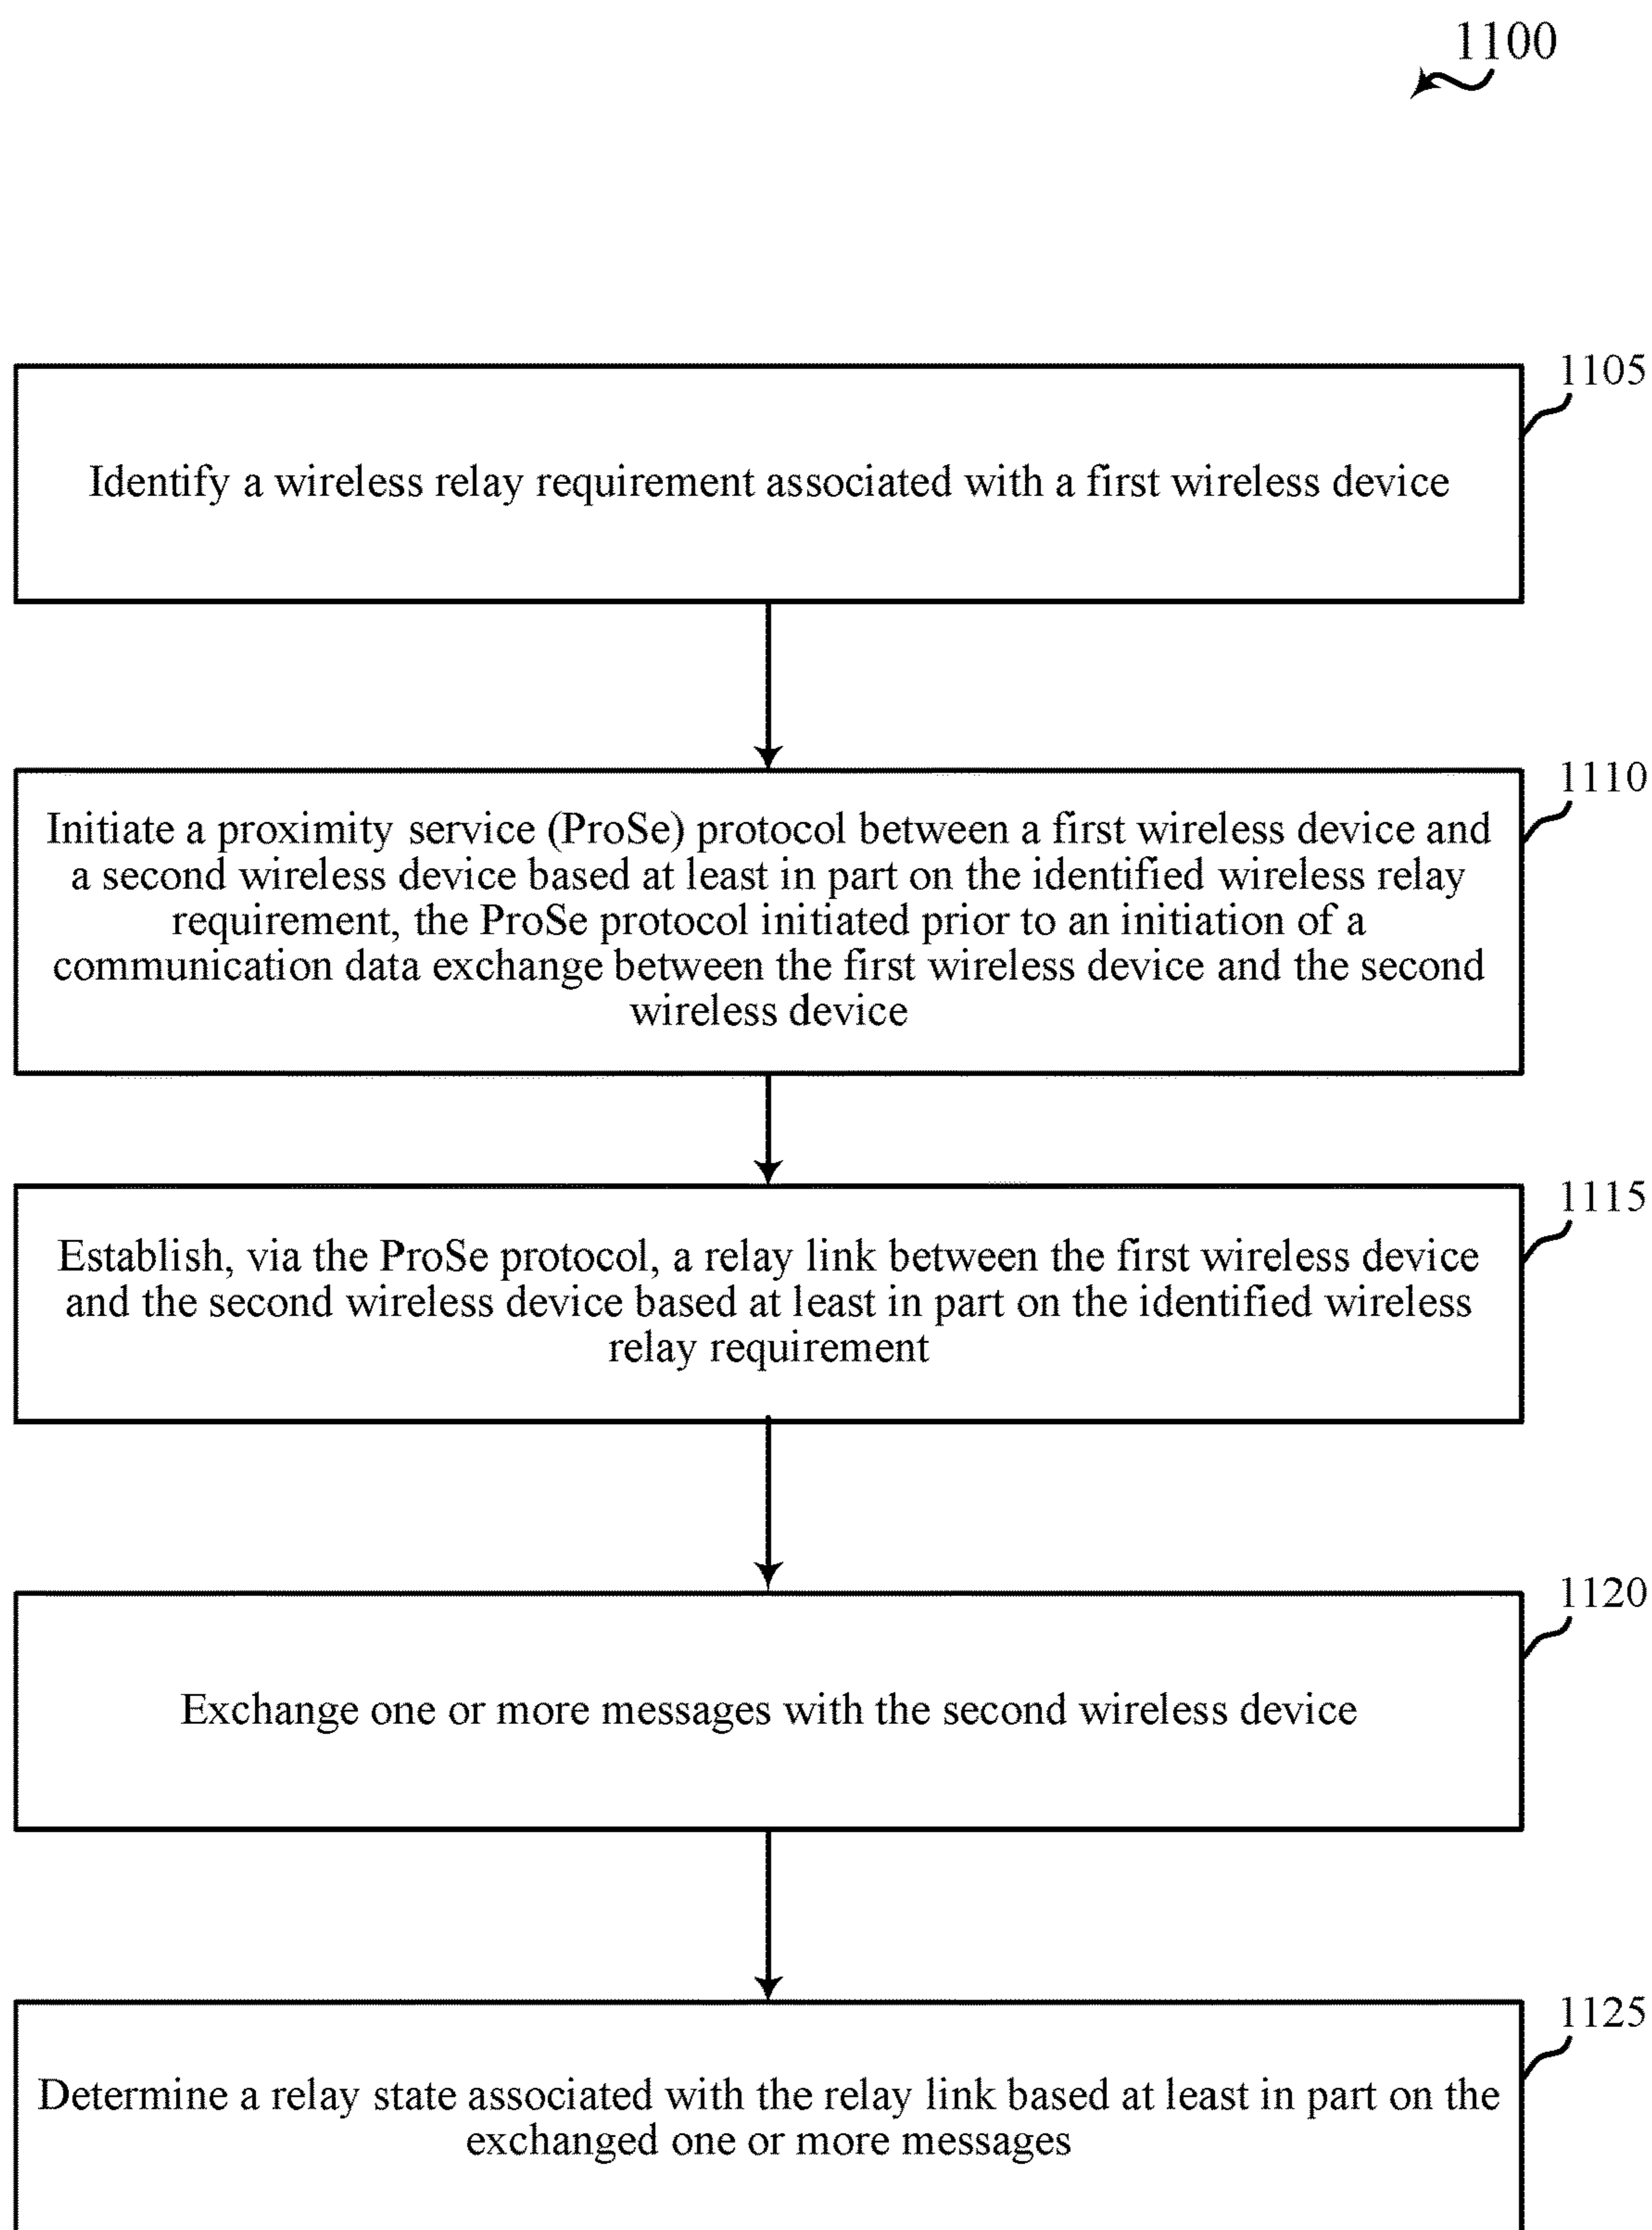 1100
1105
Identify a wireless relay requirement associated with a first wireless device
1110
Initiate a proximity service (ProSe) protocol between a first wireless device and
a second wireless device based at least in part on the identified wireless relay
requirement, the ProSe protocol initiated prior to an initiation of a
communication data exchange between the first wireless device and the second
wireless device
1115
Establish, via the ProSe protocol, a relay link between the first wireless device
and the second wireless device based at least in part on the identified wireless
relay requirement
1120
Exchange one or more messages with the second wireless device
1125
Determine a relay state associated with the relay link based at least in part on the
exchanged one or more messages